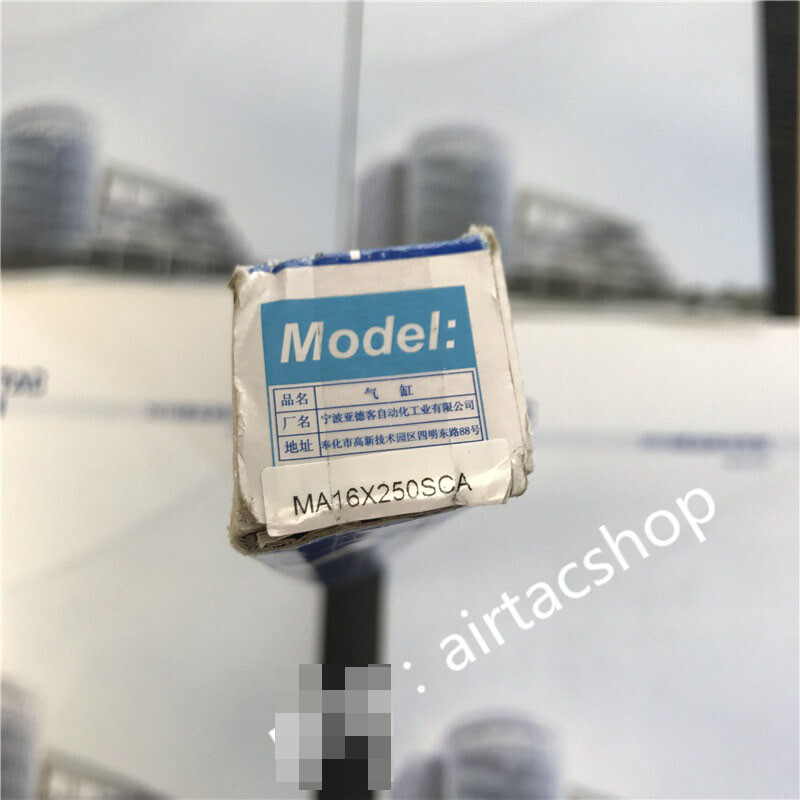 Model:
品名 气缸
厂名 宁波亚德客自动化工业有限公司
地址 奉化市高新技术园区四明东路88号
MA16X250SCA
: airtacshop